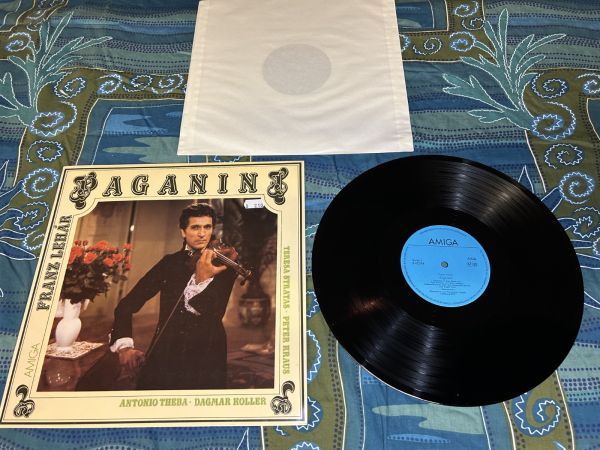 PAGANINI
FRANZ LEHÁR
TERESA STRATAS · PETER KRAUS
AMIGA
ANTONIO THEBA · DAGMAR KOLLER
AMIGA